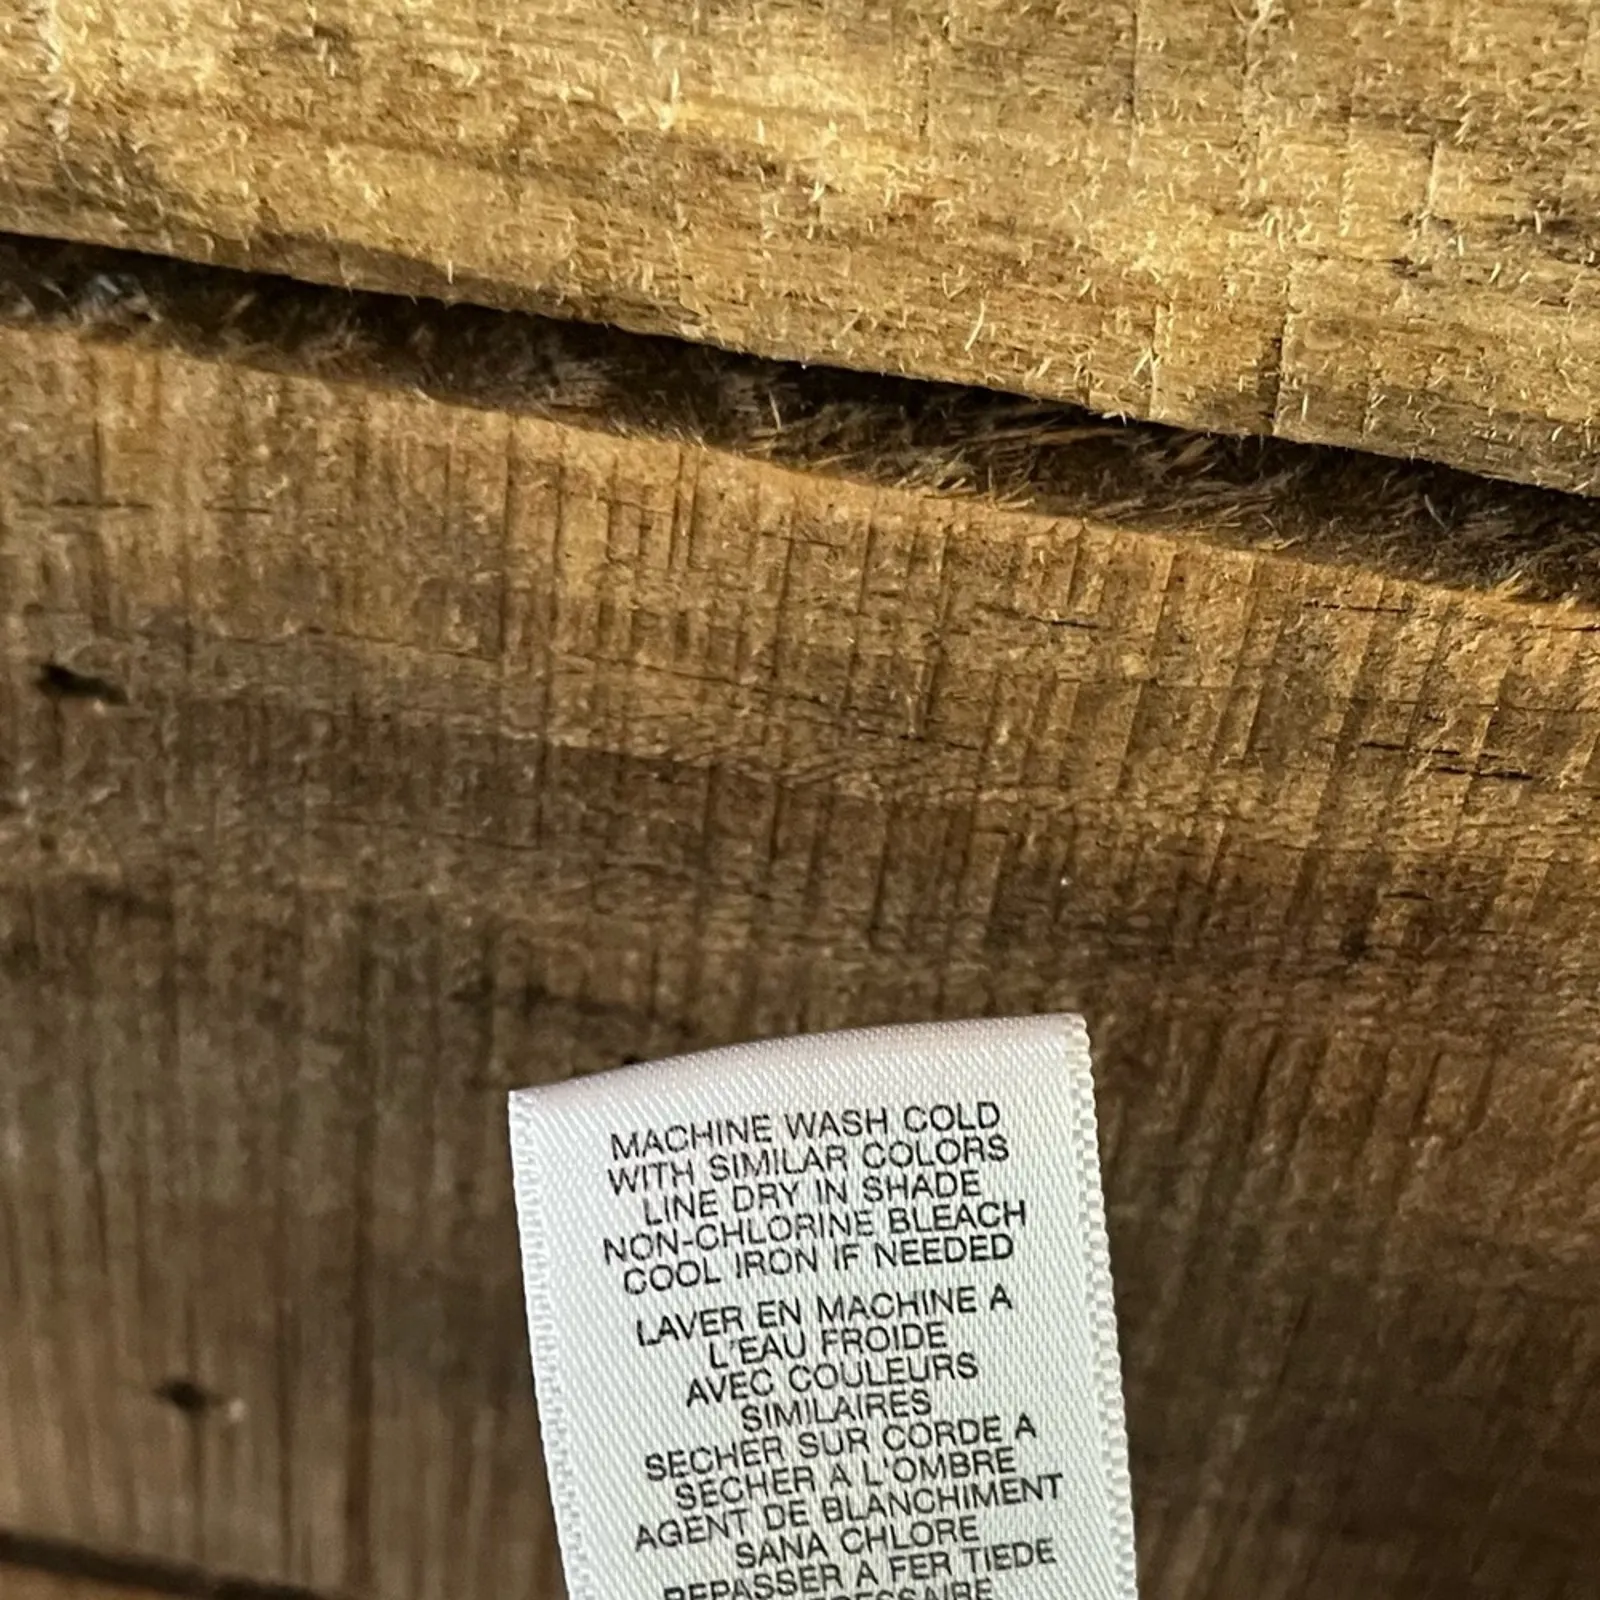 MACHINE WASH COLD
WITH SIMILAR COLORS
LINE DRY IN SHADE
NON-CHLORINE BLEACH
COOL IRON IF NEEDED
LAVER EN MACHINE A
L'EAU FROIDE
AVEC COULEURS
SIMILAIRES
SECHER SUR CORDE A
SECHER A L'OMBRE
AGENT DE BLANCHIMENT
SANA CHLORE
REPASSER A FER TIEDE